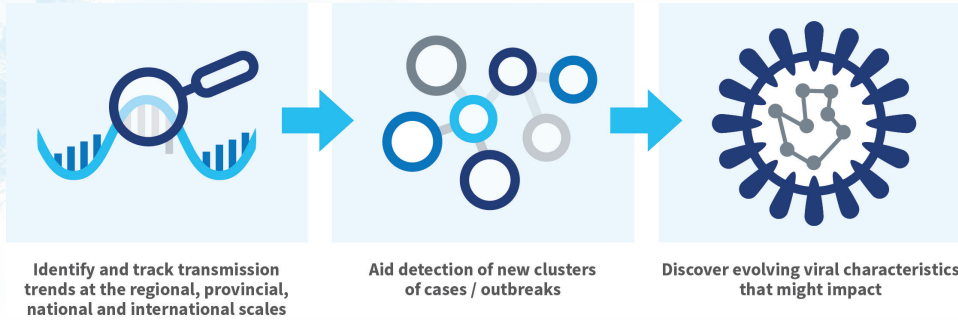 Identify and track transmission
trends at the regional, provincial,
national and international scales
Aid detection of new clusters
of cases / outbreaks
Discover evolving viral characteristics
that might impact